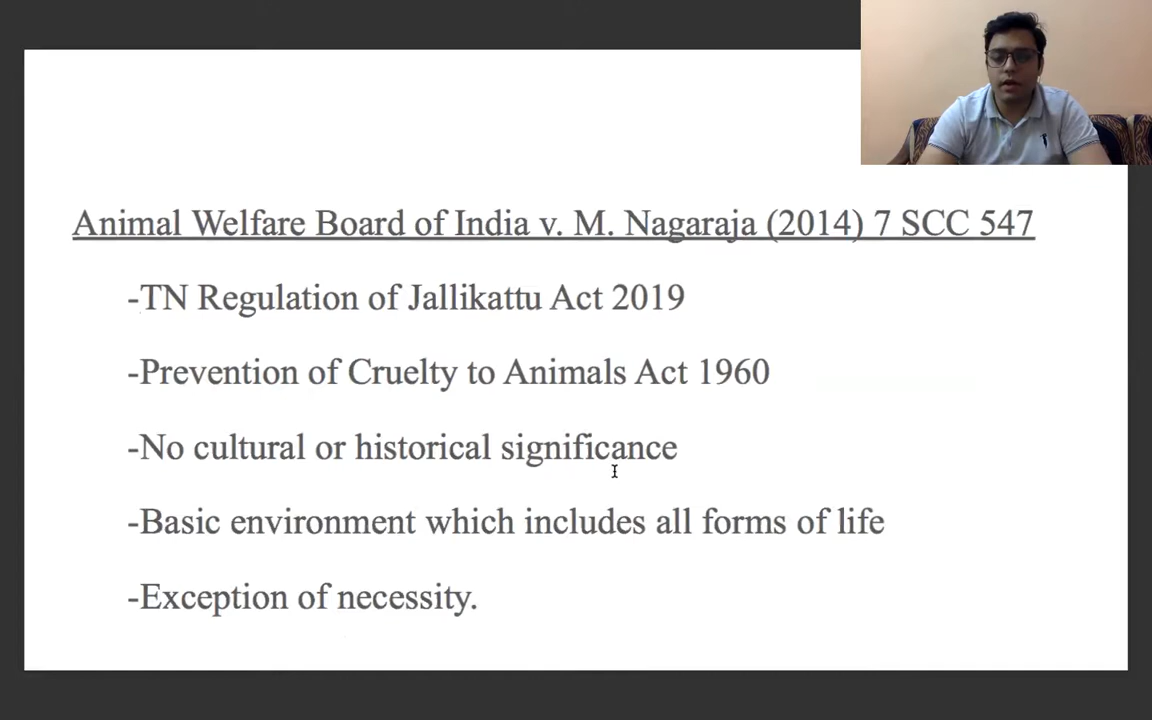 Animal Welfare Board of India v. M. Nagaraja (2014) 7 SCC 547
-TN Regulation of Jallikattu Act 2019
-Prevention of Cruelty to Animals Act 1960
-No cultural or historical significance
-Basic environment which includes all forms of life
-Exception of necessity.